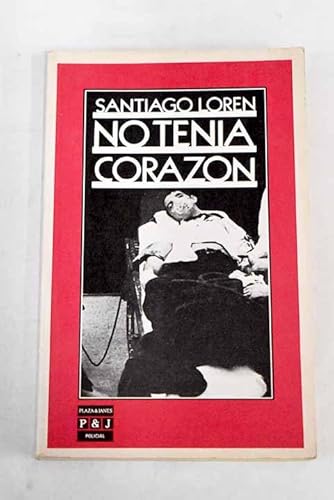 SANTIAGO LOREN
NO TENIA
CORAZON
PLAZA & JANES
P & J
POLICIAL